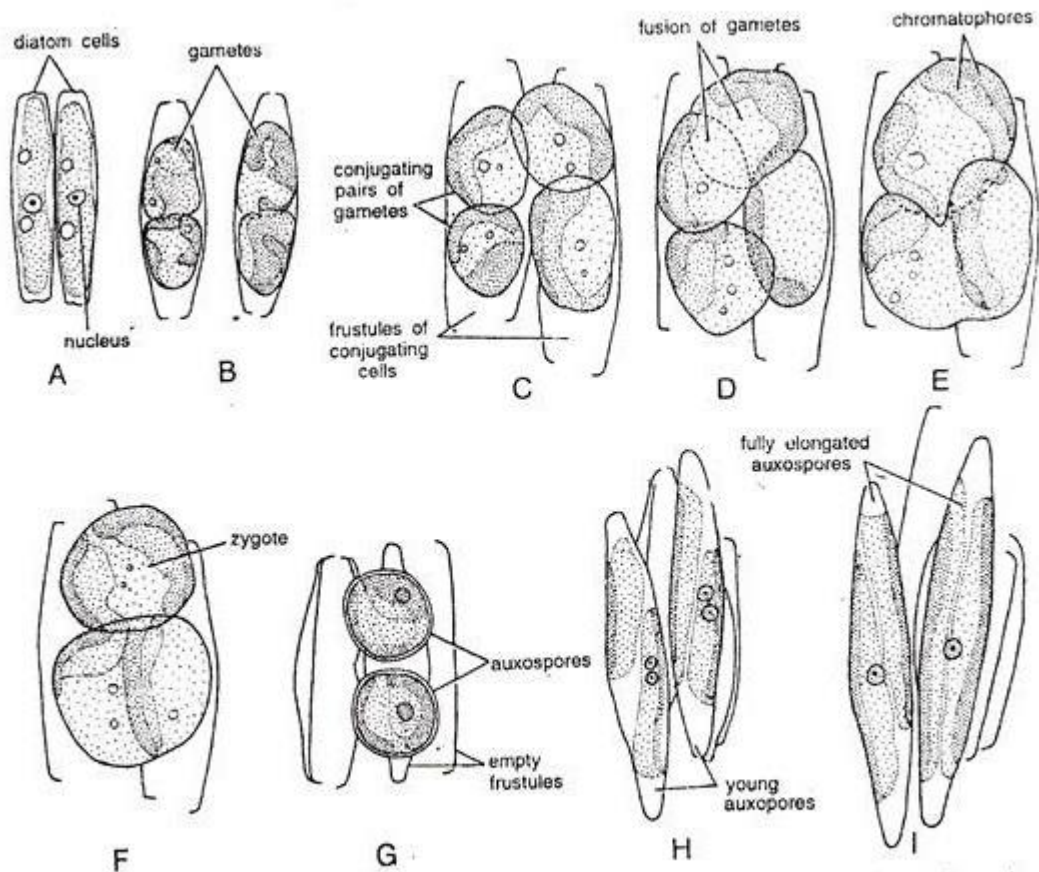 diatom cells
gametes
nucleus
A
B
conjugating
pairs of
gametes
frustules of
conjugating
cells
C
fusion of gametes
D
chromatophores
E
zygote
F
auxospores
empty
frustules
G
young
auxopores
H
fully elongated
auxospores
I